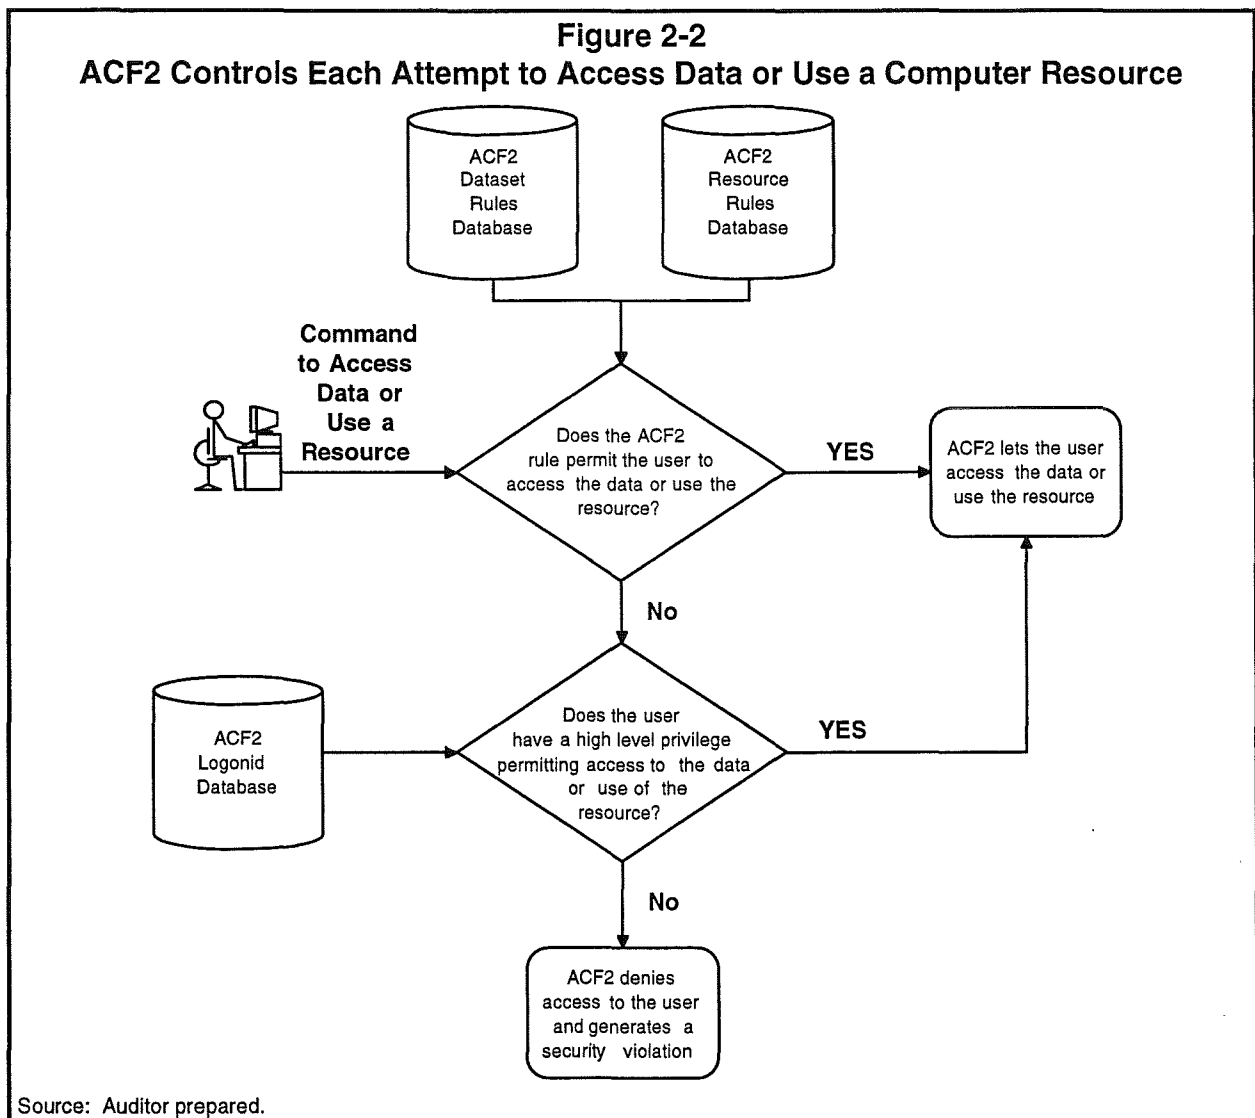 Figure 2-2
ACF2 Controls Each Attempt to Access Data or Use a Computer Resource
ACF2
Dataset
Rules
Database
ACF2
Resource
Rules
Database
Command
to Access
Data or
Use a
Resource
Does the ACF2
rule permit the user to
access the data or use the
resource?
YES
ACF2 lets the user
access the data or
use the resource
No
ACF2
Logonid
Database
Does the user
have a high level privilege
permitting access to the data
or use of the
resource?
YES
No
ACF2 denies
access to the user
and generates a
security violation
Source: Auditor prepared.